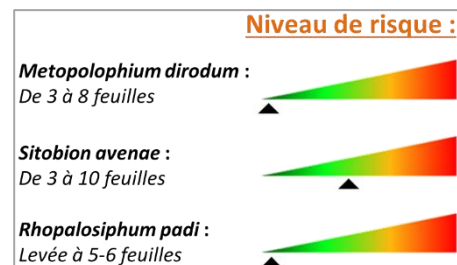 Niveau de risque :
Metopolophium dirodum :
De 3 à 8 feuilles
Sitobion avenae :
De 3 à 10 feuilles
Rhopalosiphum padi :
Levée à 5-6 feuilles